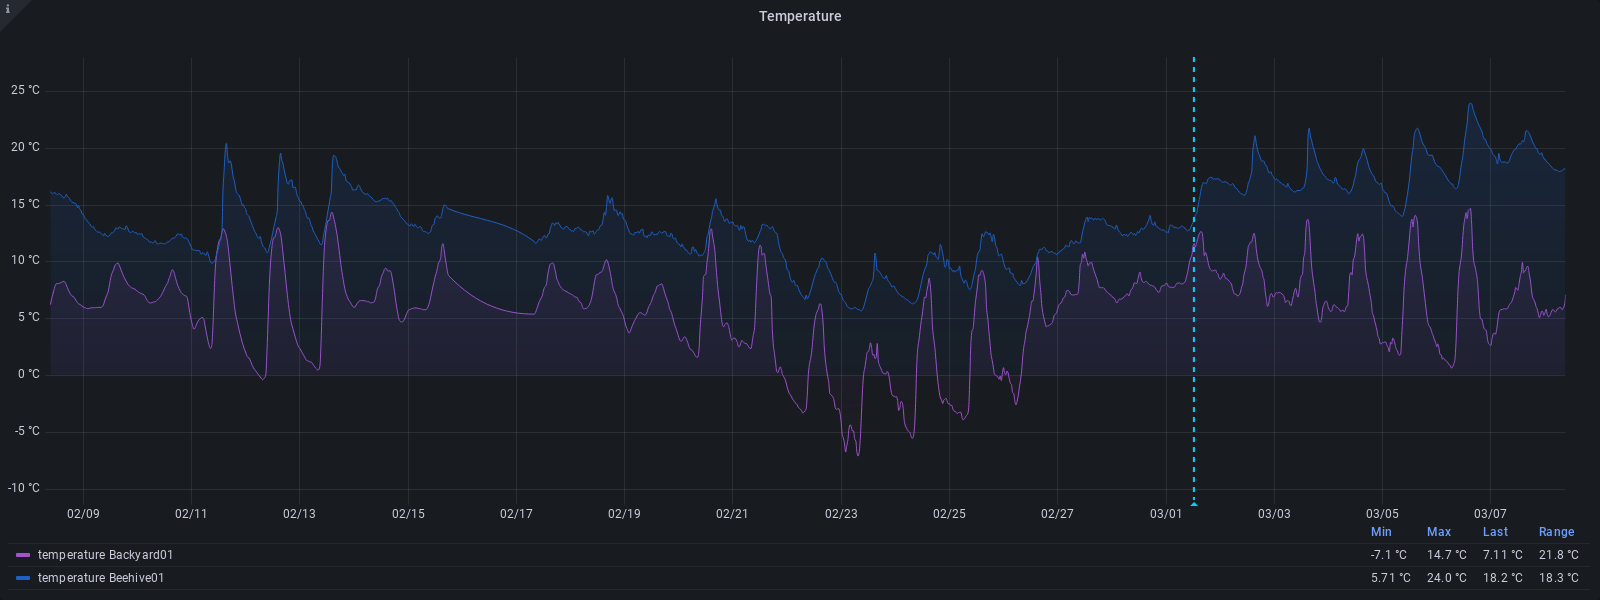 i
Temperature
25 °C
20 °C
15 °C
10 °C
5 °C
0 °C
-5 °C
-10 °C
02/09 02/11 02/13 02/15 02/17 02/19 02/21 02/23 02/25 02/27 03/01 03/03 03/05 03/07
Min Max Last Range
temperature Backyard01 -7.1 °C 14.7 °C 7.11 °C 21.8 °C
temperature Beehive01 5.71 °C 24.0 °C 18.2 °C 18.3 °C